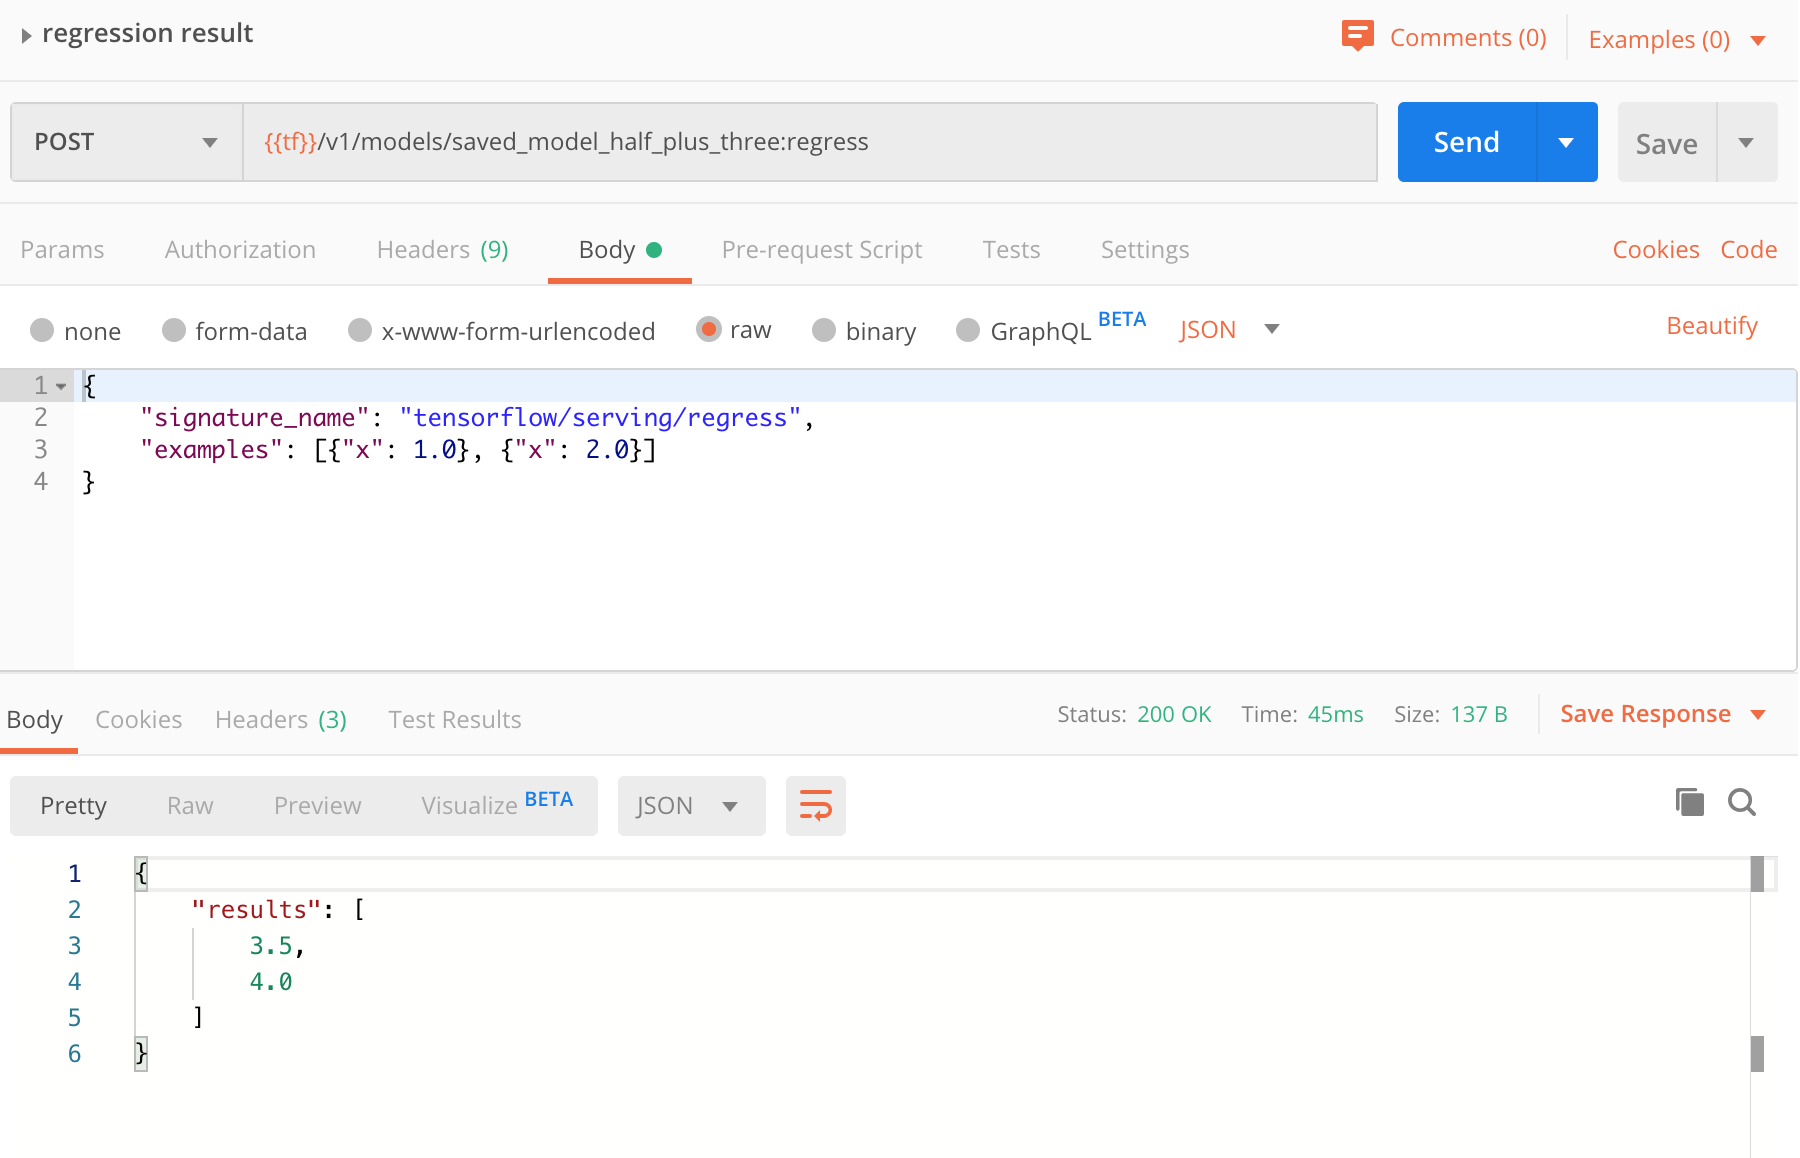 regression result
Comments (0)
Examples (0)
POST
{{tf}}/v1/models/saved_model_half_plus_three:regress
Send
Save
Params Authorization Headers (9) Body Pre-request Script Tests Settings Cookies Code
none form-data x-www-form-urlencoded raw binary GraphQL BETA JSON Beautify
1 {
2 "signature_name": "tensorflow/serving/regress",
3 "examples": [{"x": 1.0}, {"x": 2.0}]
4 }
Body Cookies Headers (3) Test Results Status: 200 OK Time: 45ms Size: 137 B Save Response
Pretty Raw Preview Visualize BETA JSON
1 {
2 "results": [
3 3.5,
4 4.0
5 ]
6 }